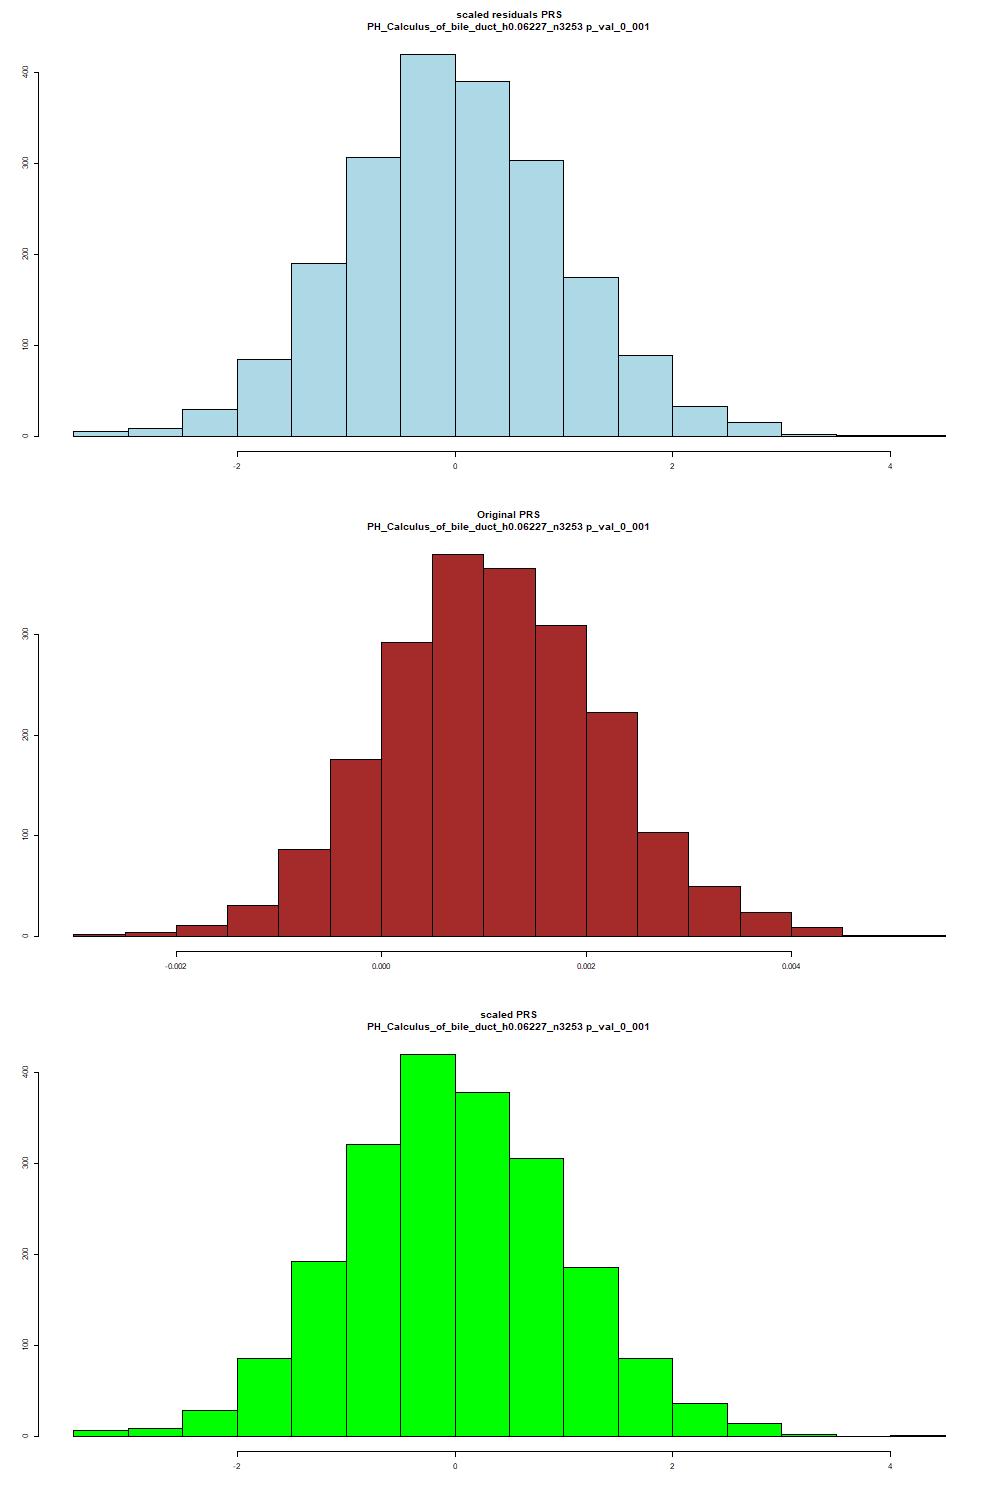 scaled residuals PRS
PH_Calculus_of_bile_duct_h0.06227_n3253 p_val_0_001
400
300
200
100
0
-2 0 2 4
Original PRS
PH_Calculus_of_bile_duct_h0.06227_n3253 p_val_0_001
300
200
100
0
-0.002 0.000 0.002 0.004
scaled PRS
PH_Calculus_of_bile_duct_h0.06227_n3253 p_val_0_001
400
300
200
100
0
-2 0 2 4